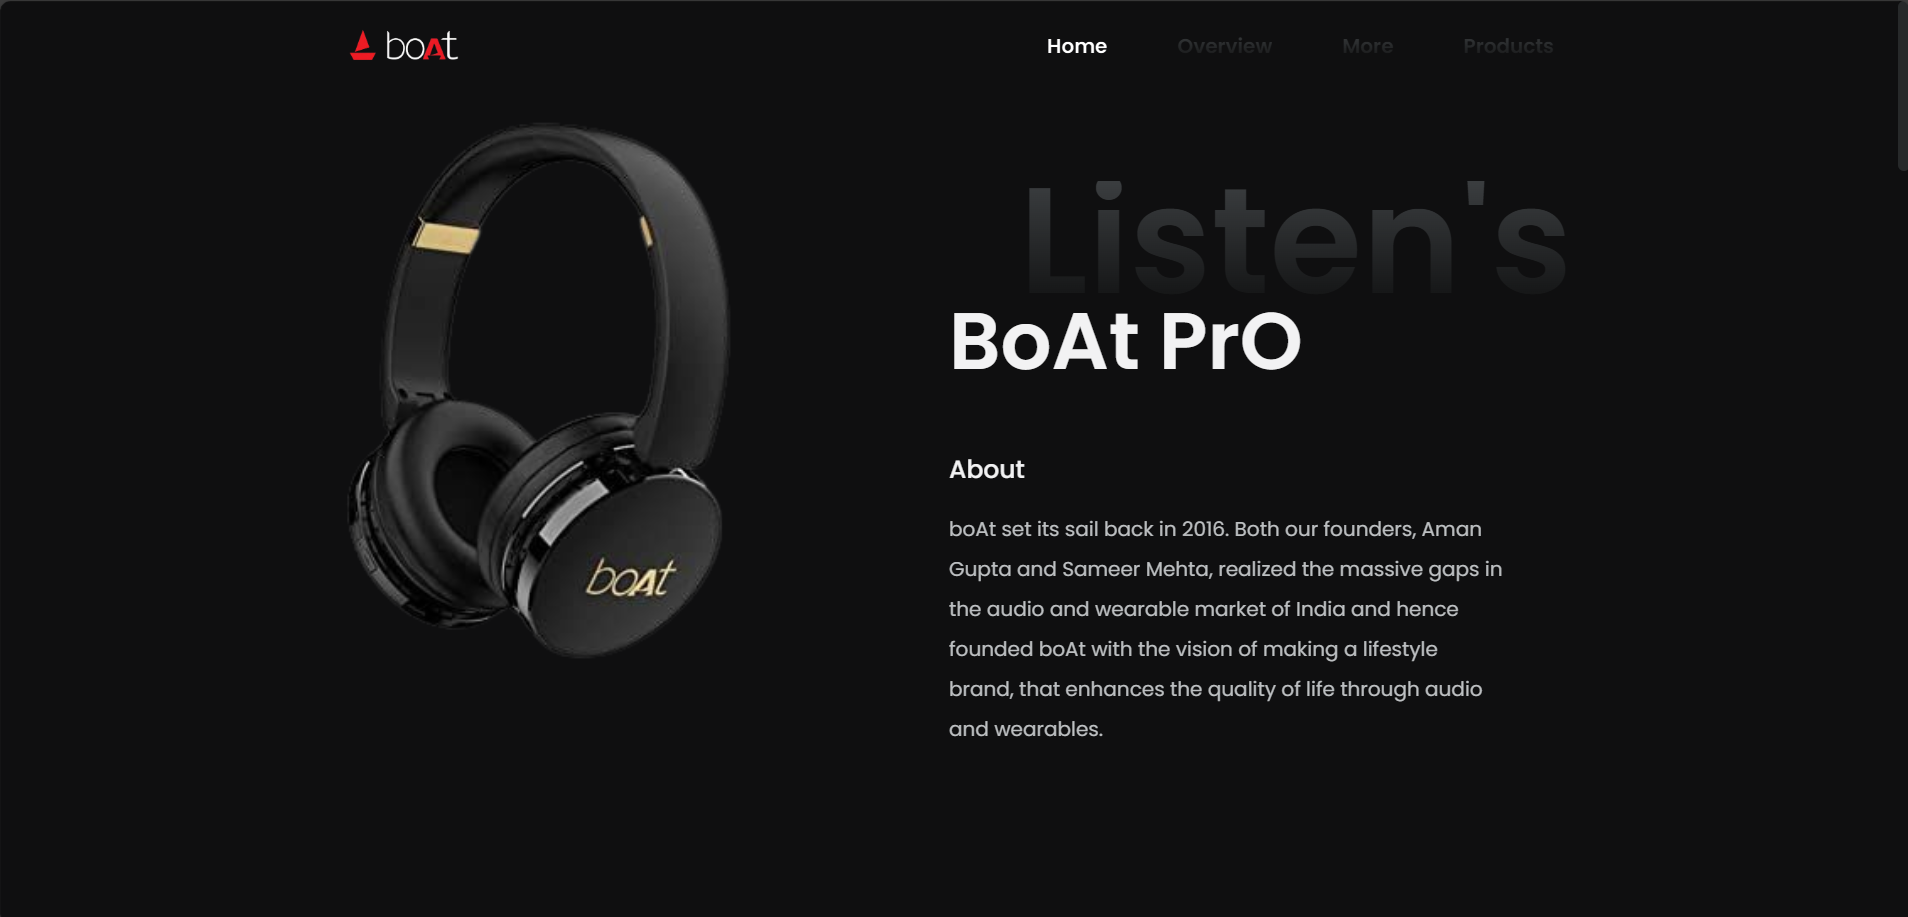 boAt
Home Overview More Products
Listen's
BoAt PrO
About
boAt set its sail back in 2016. Both our founders, Aman
Gupta and Sameer Mehta, realized the massive gaps in
the audio and wearable market of India and hence
founded boAt with the vision of making a lifestyle
brand, that enhances the quality of life through audio
and wearables.
boAt